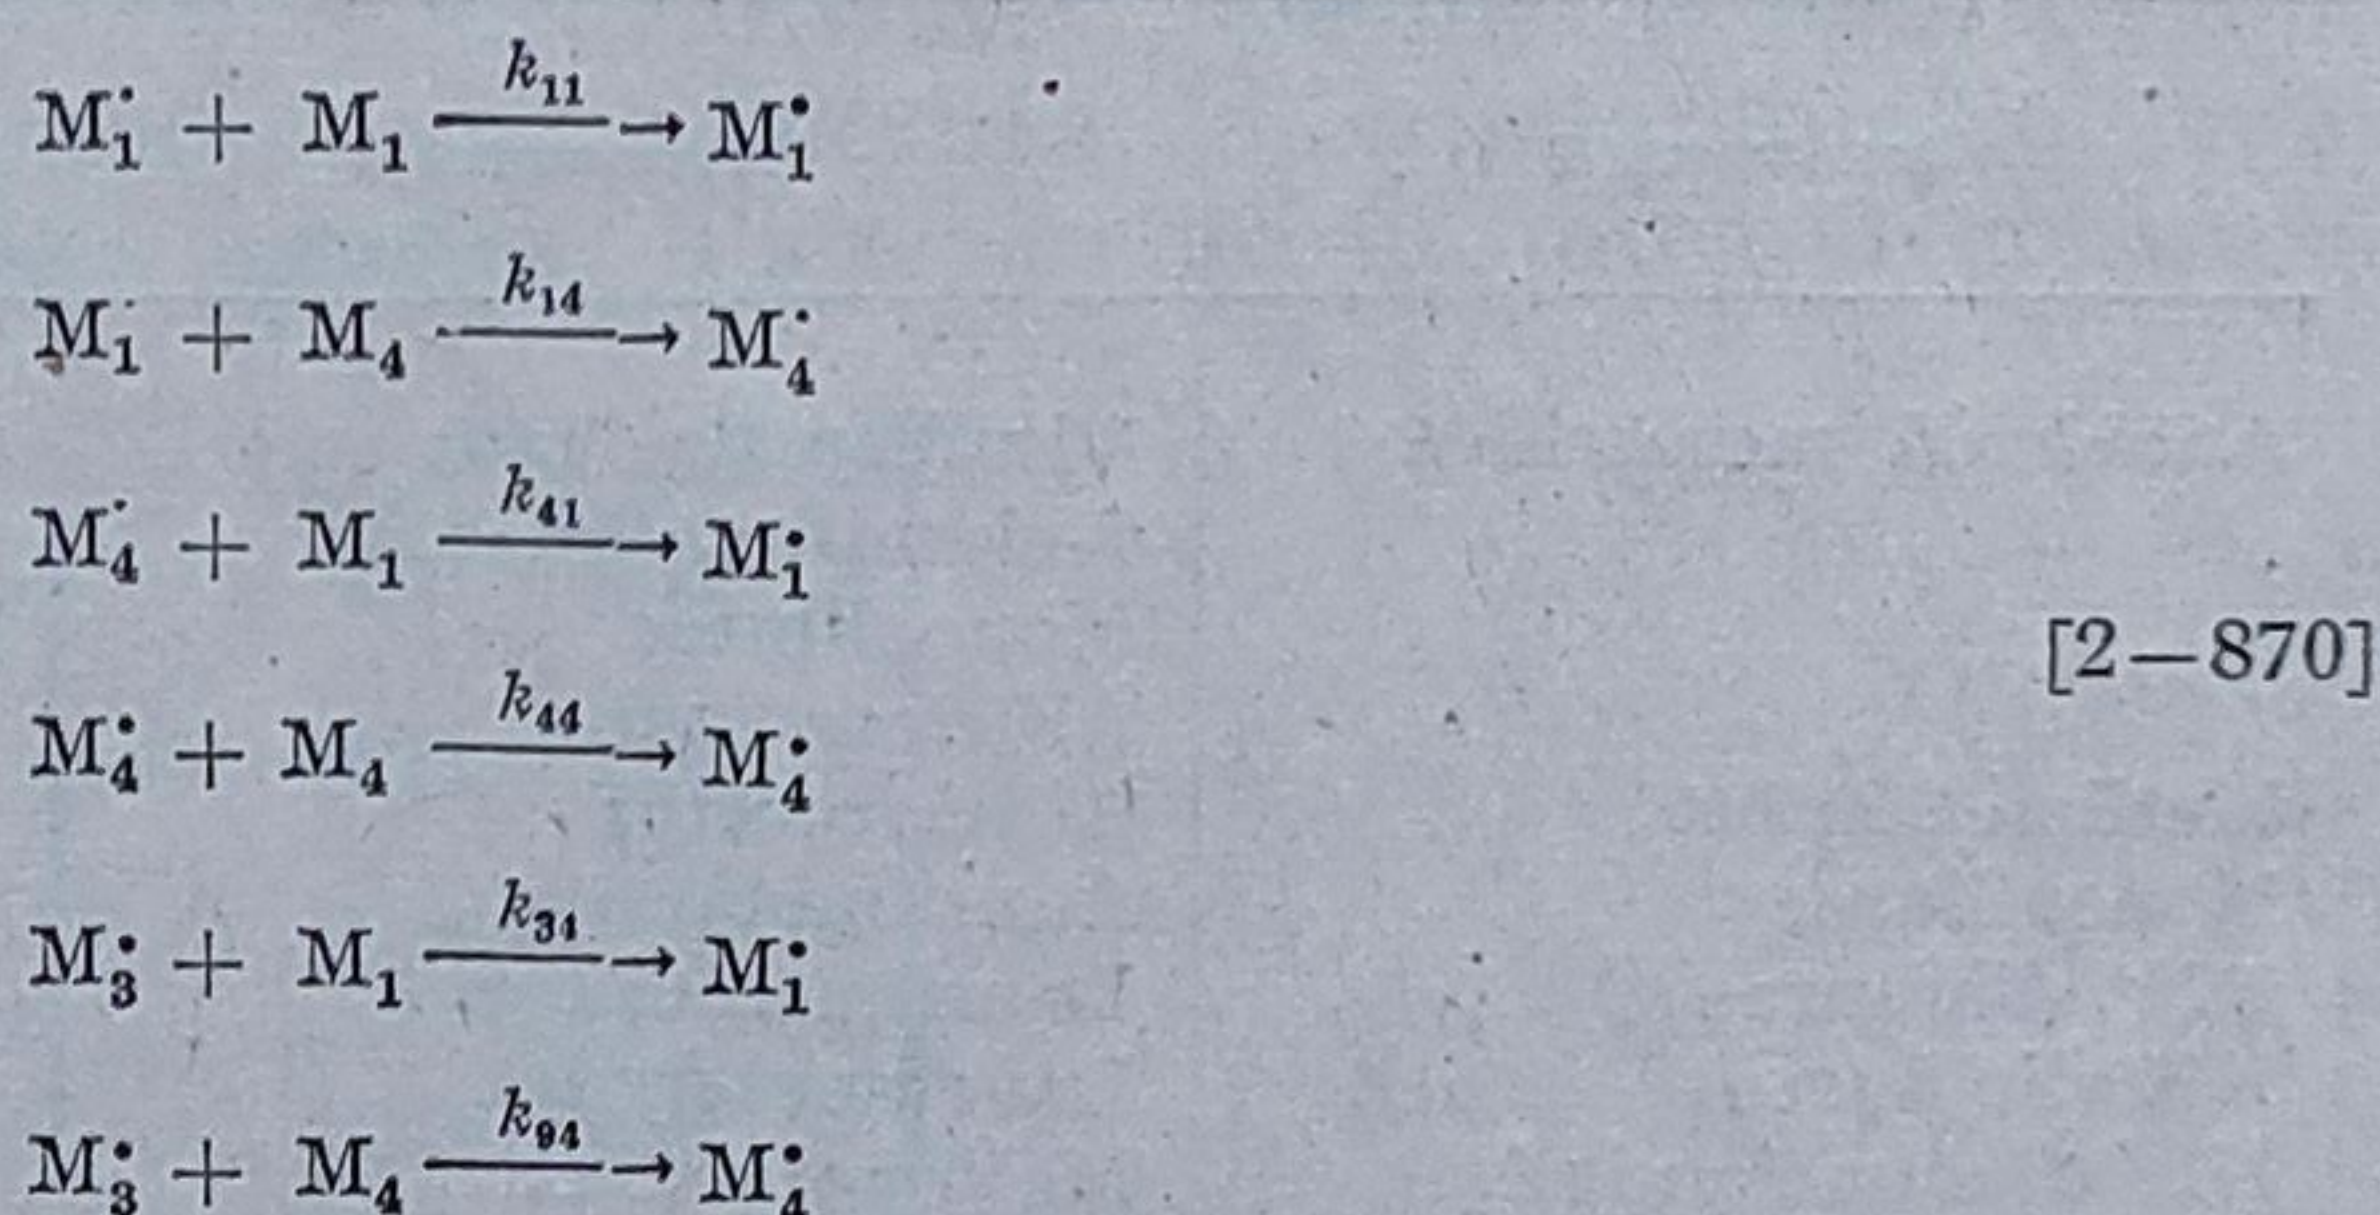 M₁• + M₁ —k₁₁→ M₁•
M₁• + M₄ —k₁₄→ M₄•
M₄• + M₁ —k₄₁→ M₁•
[2—870]
M₄• + M₄ —k₄₄→ M₄•
M₃• + M₁ —k₃₁→ M₁•
M₃• + M₄ —k₉₄→ M₄•